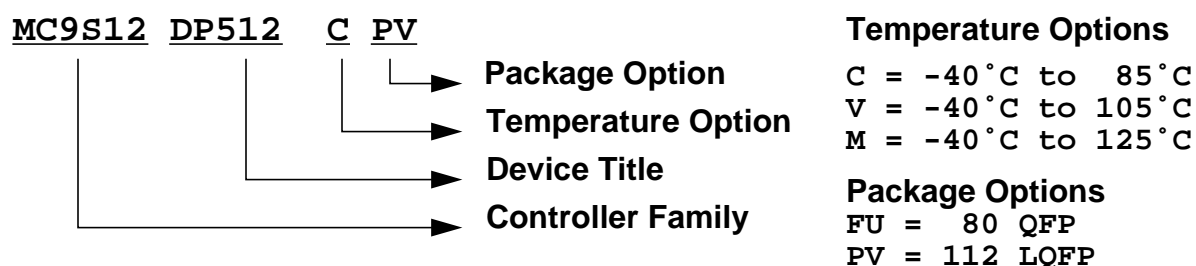 MC9S12 DP512 C PV
Package Option
Temperature Option
Device Title
Controller Family
Temperature Options
C = -40˚C to 85˚C
V = -40˚C to 105˚C
M = -40˚C to 125˚C
Package Options
FU = 80 QFP
PV = 112 LQFP